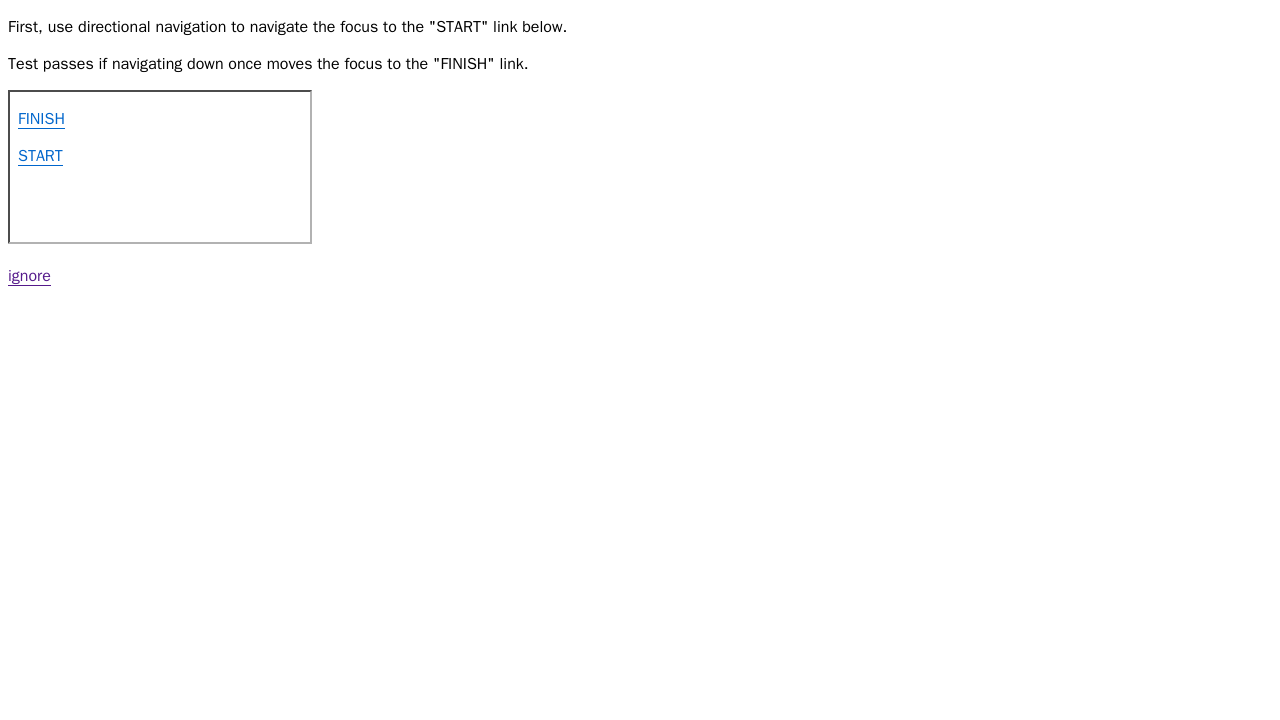 First, use directional navigation to navigate the focus to the "START" link below.
Test passes if navigating down once moves the focus to the "FINISH" link.
FINISH
START
ignore